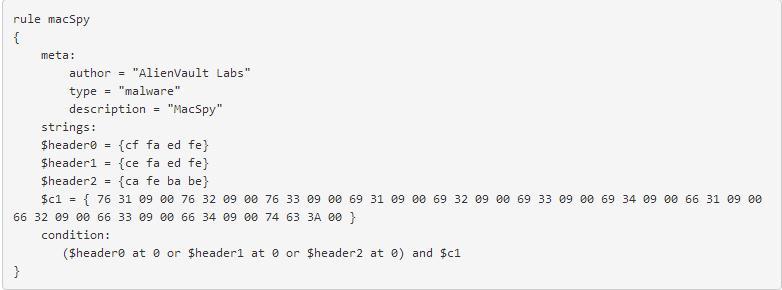 rule macSpy
{
    meta:
        author = "AlienVault Labs"
        type = "malware"
        description = "MacSpy"
    strings:
    $header0 = {cf fa ed fe}
    $header1 = {ce fa ed fe}
    $header2 = {ca fe ba be}
    $c1 = { 76 31 09 00 76 32 09 00 76 33 09 00 69 31 09 00 69 32 09 00 69 33 09 00 69 34 09 00 66 31 09 00
66 32 09 00 66 33 09 00 66 34 09 00 74 63 3A 00 }
    condition:
       ($header0 at 0 or $header1 at 0 or $header2 at 0) and $c1
}